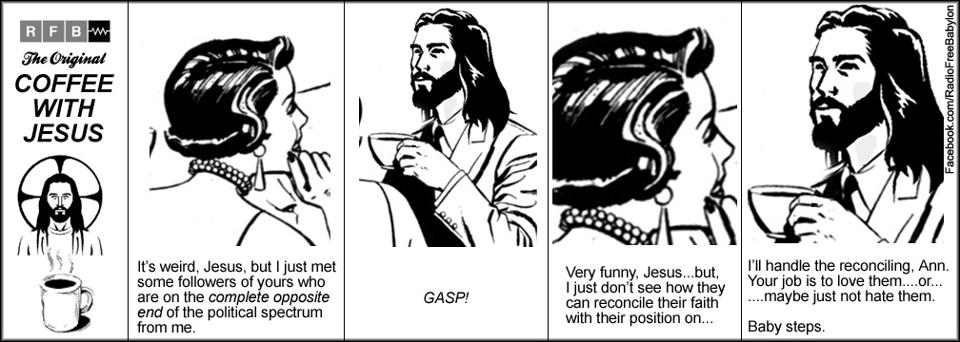 RFB
The Original
COFFEE
WITH
JESUS
It's weird, Jesus, but I just met
some followers of yours who
are on the complete opposite
end of the political spectrum
from me.
GASP!
Very funny, Jesus...but,
I just don't see how they
can reconcile their faith
with their position on...
I'll handle the reconciling, Ann.
Your job is to love them....or...
....maybe just not hate them.
Baby steps.
Facebook.com/RadioFreeBabylon